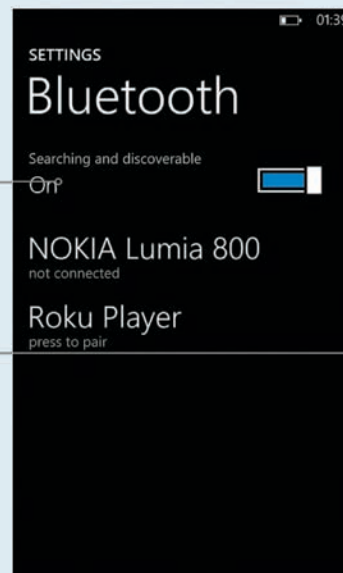 01:39
SETTINGS
Bluetooth
Searching and discoverable
On
NOKIA Lumia 800
not connected
Roku Player
press to pair